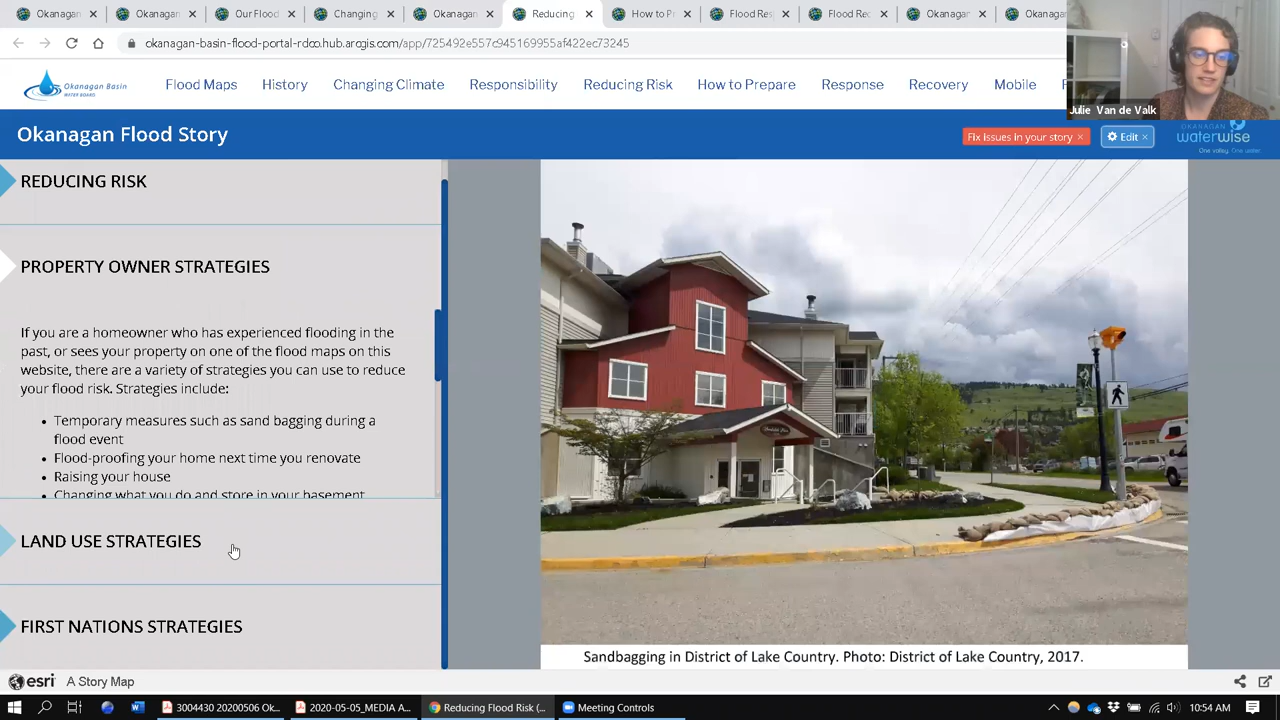 Okanagan
Okanagan
Our Flood
Changing
Okanagan
Reducing
How to Pr
Flood Res
Flood Rec
Okanagan
Okanaga
okanagan-basin-flood-portal-rdco.hub.arcgis.com/app/725492e557c945169955af422ec73245
Julie Van de Valk
Okanagan Basin
WATER BOARD
Flood Maps
History
Changing Climate
Responsibility
Reducing Risk
How to Prepare
Response
Recovery
Mobile
Okanagan Flood Story
Fix issues in your story ×
Edit ×
OKANAGAN
waterwise
One valley. One water.
REDUCING RISK
PROPERTY OWNER STRATEGIES
If you are a homeowner who has experienced flooding in the
past, or sees your property on one of the flood maps on this
website, there are a variety of strategies you can use to reduce
your flood risk. Strategies include:
• Temporary measures such as sand bagging during a
flood event
• Flood-proofing your home next time you renovate
• Raising your house
• Changing what you do and store in your basement
LAND USE STRATEGIES
FIRST NATIONS STRATEGIES
Sandbagging in District of Lake Country. Photo: District of Lake Country, 2017.
esri
A Story Map
3004430 20200506 Ok...
2020-05-05_MEDIA A...
Reducing Flood Risk (...
Meeting Controls
10:54 AM